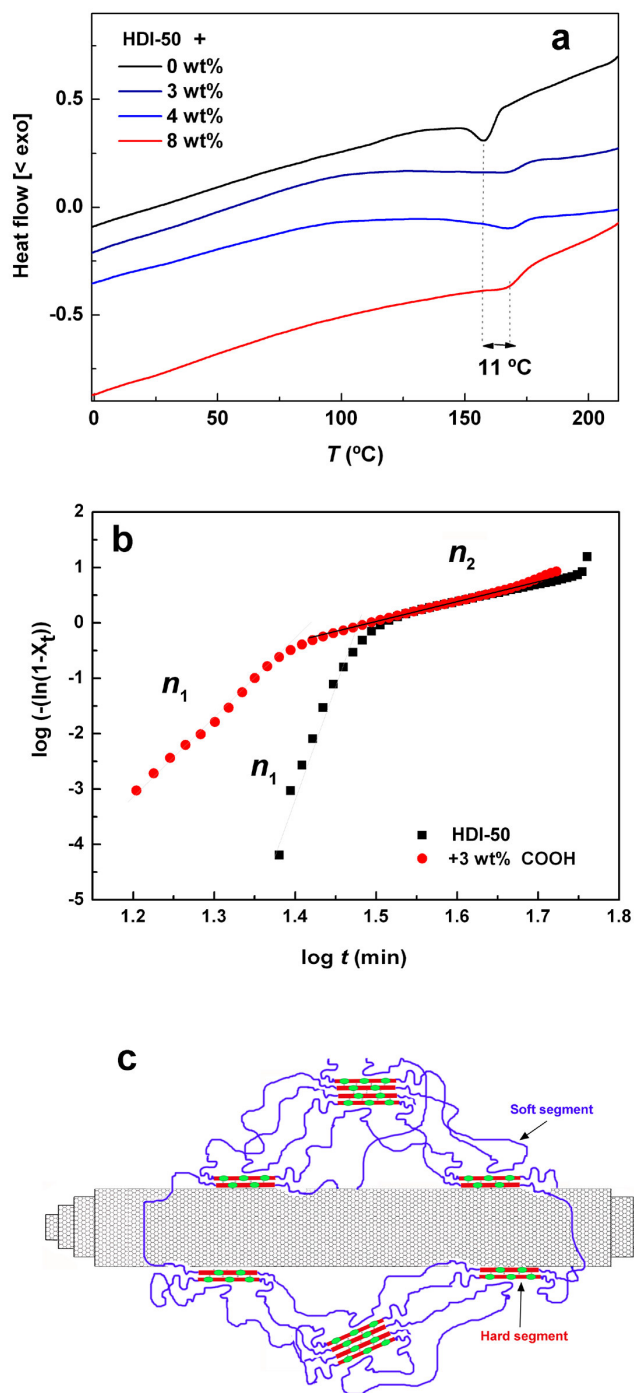 a
HDI-50 +
0 wt%
3 wt%
4 wt%
8 wt%
Heat flow [< exo]
0.5
0.0
-0.5
11 ºC
0 50 100 150 200
T (ºC)
b
n2
n1
n1
log (-(ln(1-Xt))
2
1
0
-1
-2
-3
-4
-5
HDI-50
+3 wt% COOH
1.2 1.3 1.4 1.5 1.6 1.7 1.8
log t (min)
c
Soft segment
Hard segment